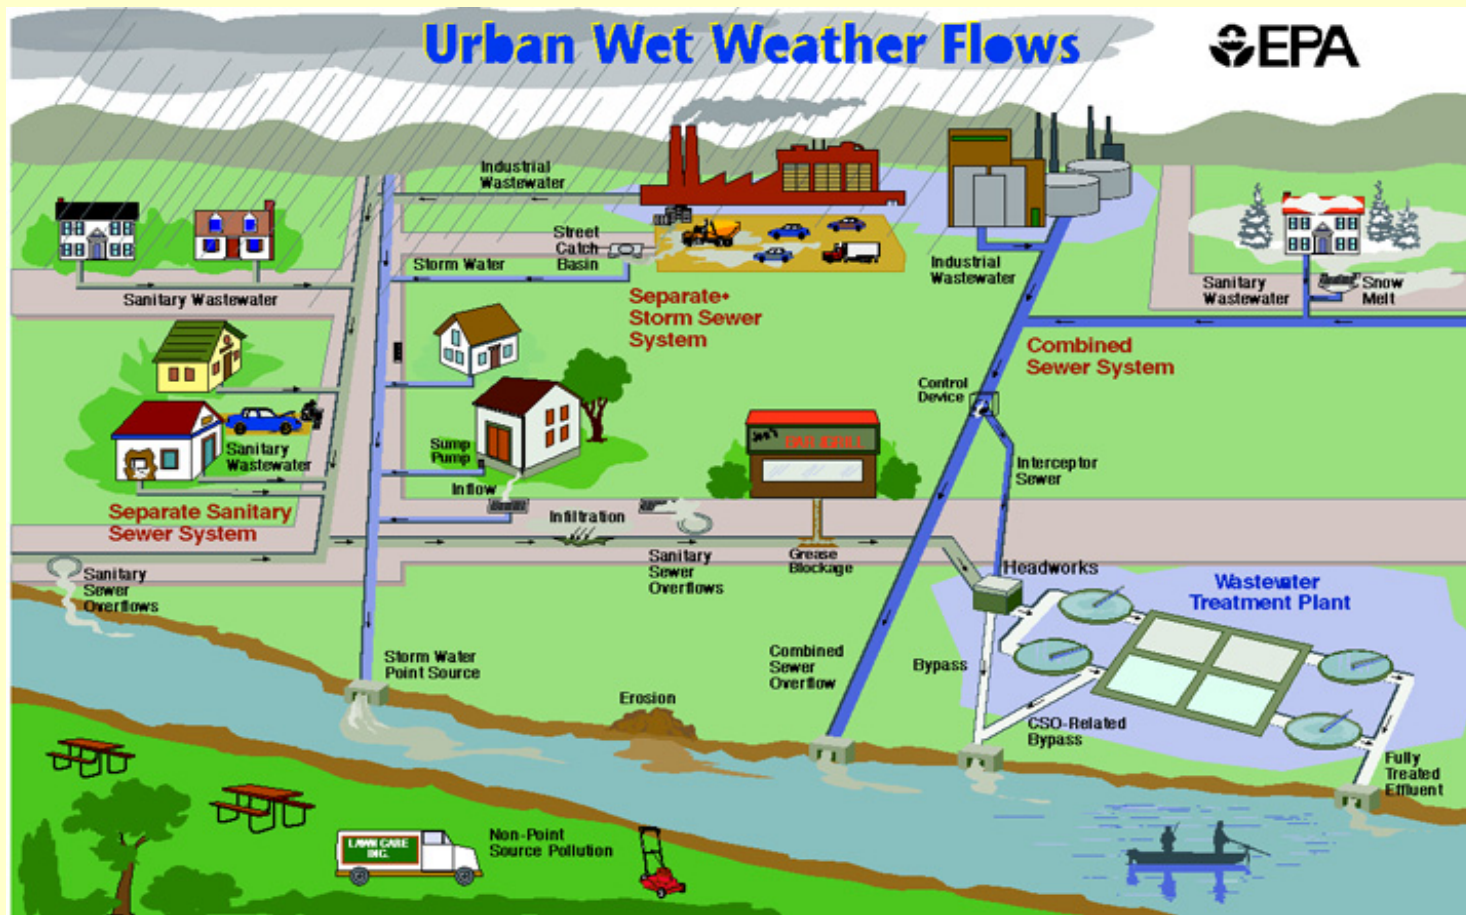 Urban Wet Weather Flows
EPA
Industrial
Wastewater
Street
Catch
Basin
Storm Water
Industrial
Wastewater
Sanitary
Wastewater
Snow
Melt
Sanitary Wastewater
Separate•
Storm Sewer
System
Combined
Sewer System
Control
Device
Sanitary
Wastewater
Sump
Pump
BAR & GRILL
Interceptor
Sewer
Inflow
Separate Sanitary
Sewer System
Infiltration
Sanitary
Sewer
Overflows
Sanitary
Sewer
Overflows
Grease
Blockage
Headworks
Wastewater
Treatment Plant
Storm Water
Point Source
Combined
Sewer
Overflow
Bypass
Erosion
CSO-Related
Bypass
Fully
Treated
Effluent
LAWN CARE
INC.
Non-Point
Source Pollution